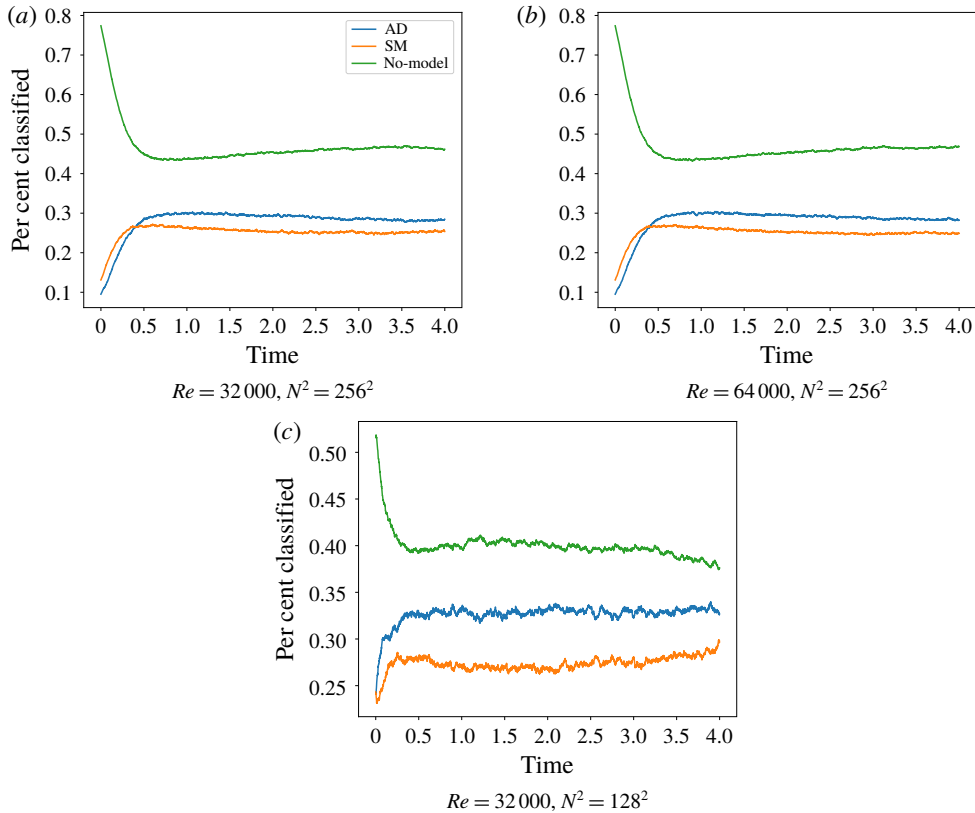 (a)
0.8
0.7
0.6
0.5
0.4
0.3
0.2
0.1
Per cent classified
AD
SM
No-model
0 0.5 1.0 1.5 2.0 2.5 3.0 3.5 4.0
Time
Re = 32 000, N² = 256²
(b)
0.8
0.7
0.6
0.5
0.4
0.3
0.2
0.1
0 0.5 1.0 1.5 2.0 2.5 3.0 3.5 4.0
Time
Re = 64 000, N² = 256²
(c)
0.50
0.45
0.40
0.35
0.30
0.25
Per cent classified
0 0.5 1.0 1.5 2.0 2.5 3.0 3.5 4.0
Time
Re = 32 000, N² = 128²